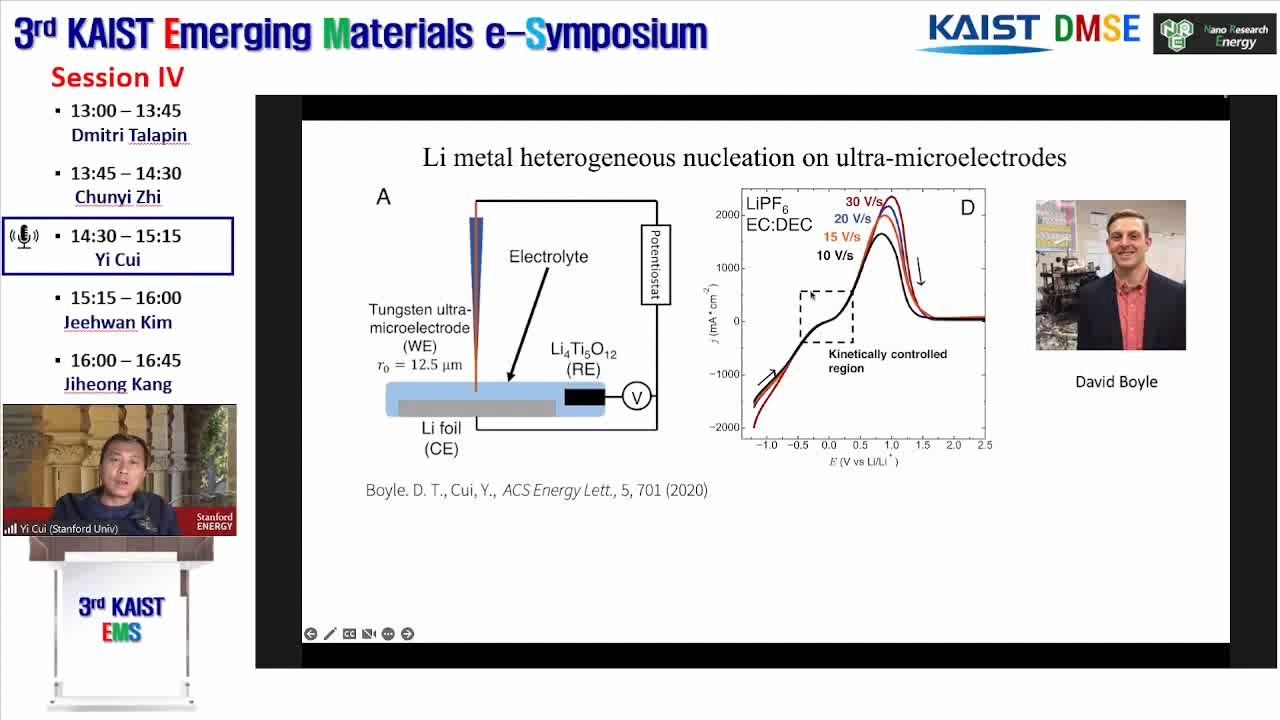 3rd KAIST Emerging Materials e-Symposium
KAIST DMSE
NRE
Nano Research
Energy
Session IV
▪ 13:00 – 13:45
Dmitri Talapin
▪ 13:45 – 14:30
Chunyi Zhi
▪ 14:30 – 15:15
Yi Cui
▪ 15:15 – 16:00
Jeehwan Kim
▪ 16:00 – 16:45
Jiheong Kang
Stanford
ENERGY
Yi Cui (Stanford Univ)
3rd KAIST
EMS
Li metal heterogeneous nucleation on ultra-microelectrodes
A
Potentiostat
Electrolyte
Tungsten ultra-
microelectrode
(WE)
r₀ = 12.5 μm
Li₄Ti₅O₁₂
(RE)
V
Li foil
(CE)
LiPF₆
EC:DEC
D
30 V/s
20 V/s
15 V/s
10 V/s
2000
1000
0
−1000
−2000
j (mA*cm⁻²)
Kinetically controlled
region
−1.0 −0.5 0.0 0.5 1.0 1.5 2.0 2.5
E (V vs Li/Li⁺)
David Boyle
Boyle. D. T., Cui, Y., ACS Energy Lett., 5, 701 (2020)
CC